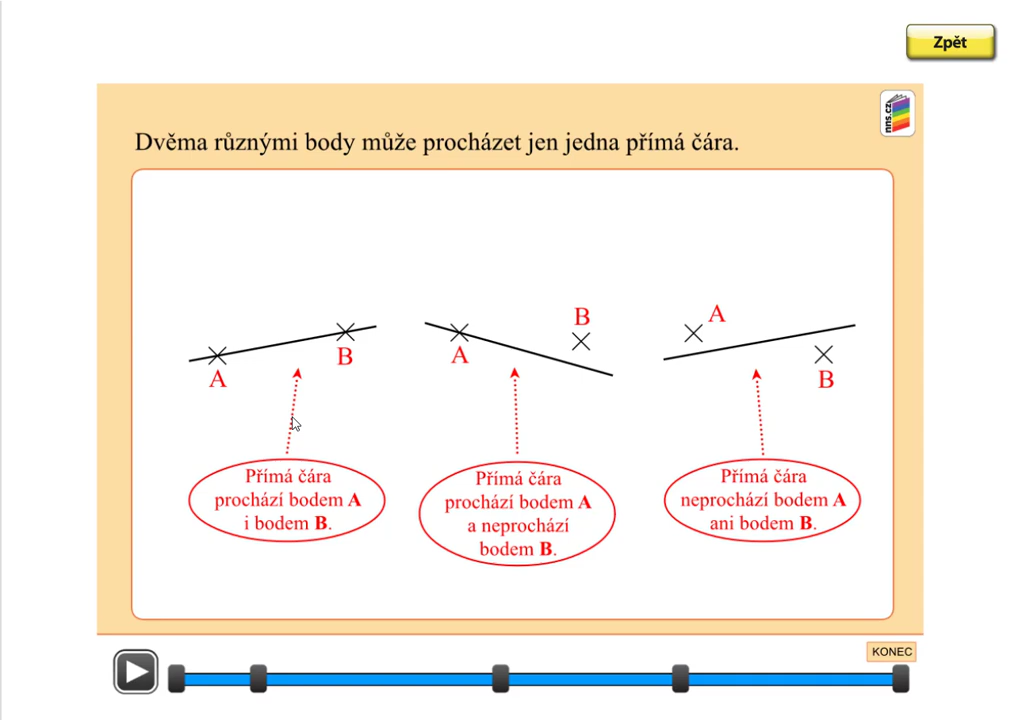 Zpět
nns.cz
Dvěma různými body může procházet jen jedna přímá čára.
A
B
A
B
A
B
Přímá čára
prochází bodem A
i bodem B.
Přímá čára
prochází bodem A
a neprochází
bodem B.
Přímá čára
neprochází bodem A
ani bodem B.
KONEC